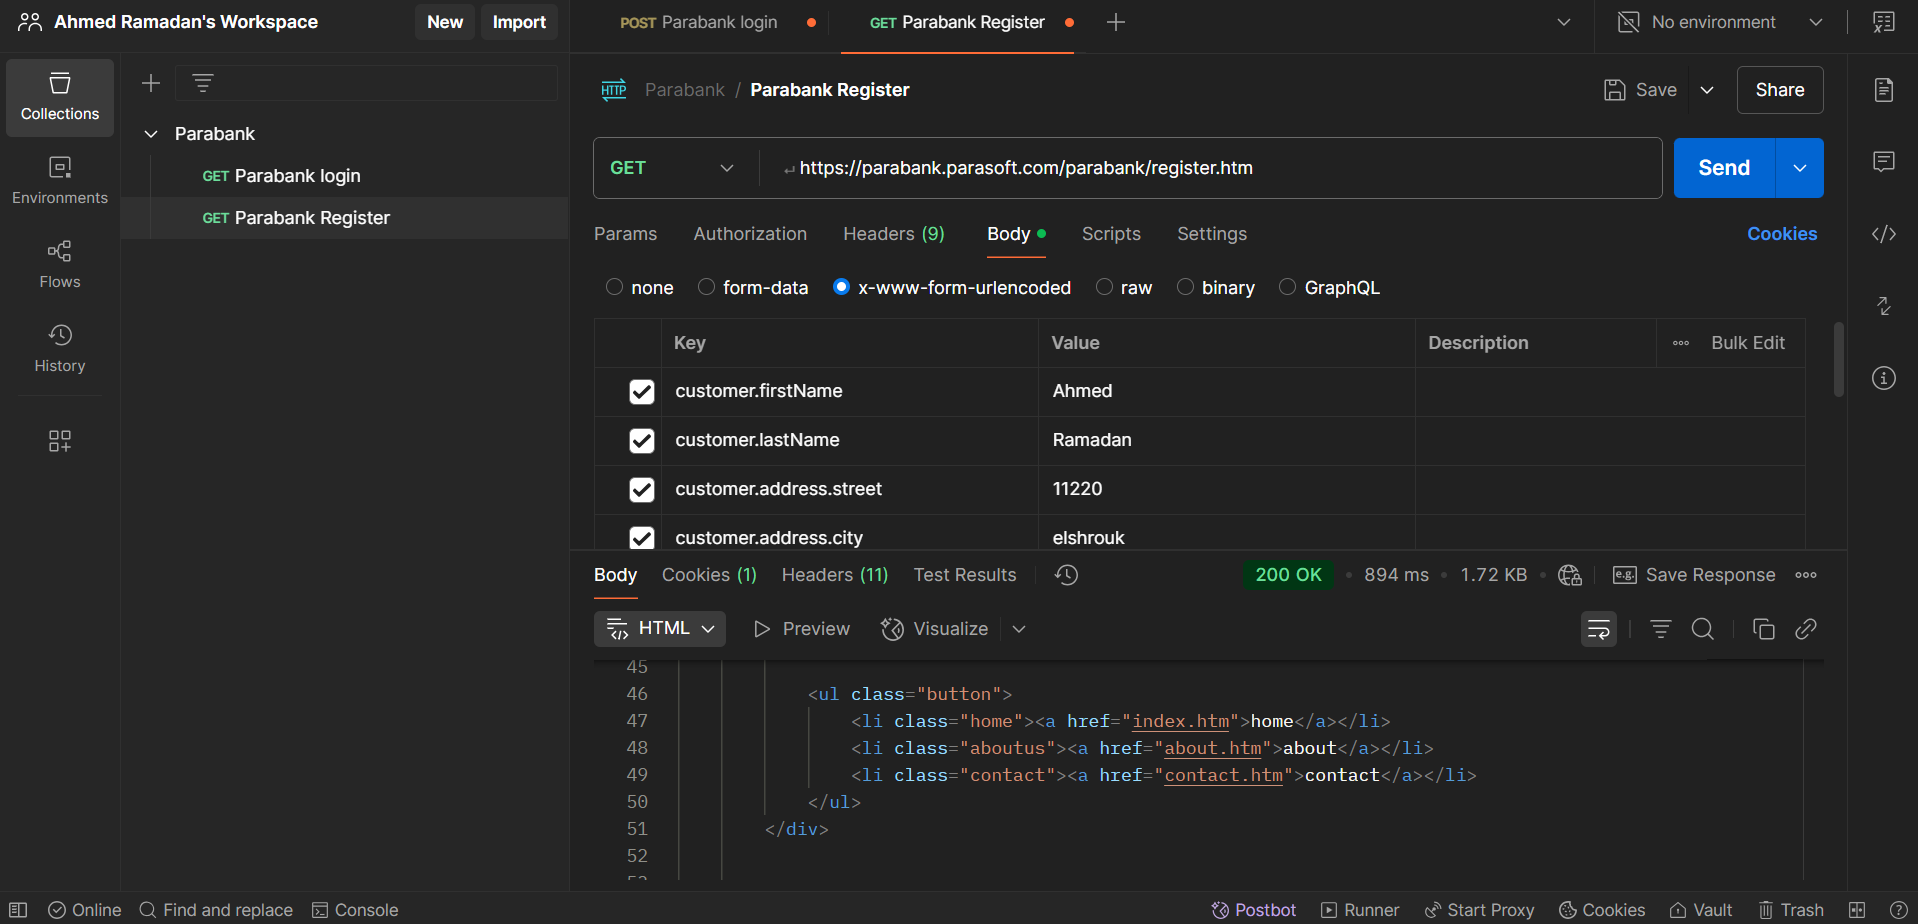 Ahmed Ramadan's Workspace New Import POST Parabank login GET Parabank Register No environment
Parabank / Parabank Register Save Share
Collections
Environments
Flows
History
Parabank
GET Parabank login
GET Parabank Register
HTTP
GET https://parabank.parasoft.com/parabank/register.htm Send
Params Authorization Headers (9) Body Scripts Settings Cookies
none form-data x-www-form-urlencoded raw binary GraphQL
Key Value Description Bulk Edit
customer.firstName Ahmed
customer.lastName Ramadan
customer.address.street 11220
customer.address.city elshrouk
Body Cookies (1) Headers (11) Test Results 200 OK 894 ms 1.72 KB e.g. Save Response
HTML Preview Visualize
45
46 <ul class="button">
47 <li class="home"><a href="index.htm">home</a></li>
48 <li class="aboutus"><a href="about.htm">about</a></li>
49 <li class="contact"><a href="contact.htm">contact</a></li>
50 </ul>
51 </div>
52
Online Find and replace Console Postbot Runner Start Proxy Cookies Vault Trash